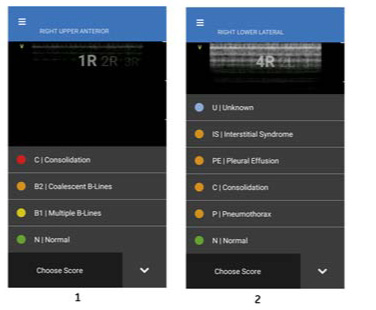 RIGHT UPPER ANTERIOR
1R 2R 3R
C | Consolidation
B2 | Coalescent B-Lines
B1 | Multiple B-Lines
N | Normal
Choose Score
1
RIGHT LOWER LATERAL
4R
U | Unknown
IS | Interstitial Syndrome
PE | Pleural Effusion
C | Consolidation
P | Pneumothorax
N | Normal
Choose Score
2